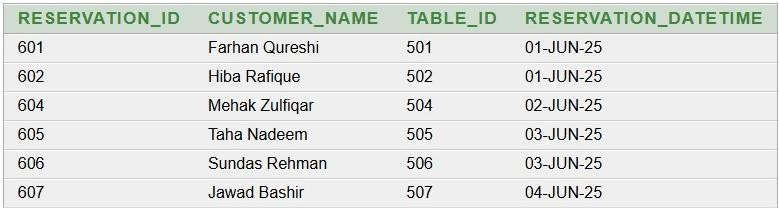 RESERVATION_ID CUSTOMER_NAME TABLE_ID RESERVATION_DATETIME
601 Farhan Qureshi 501 01-JUN-25
602 Hiba Rafique 502 01-JUN-25
604 Mehak Zulfiqar 504 02-JUN-25
605 Taha Nadeem 505 03-JUN-25
606 Sundas Rehman 506 03-JUN-25
607 Jawad Bashir 507 04-JUN-25